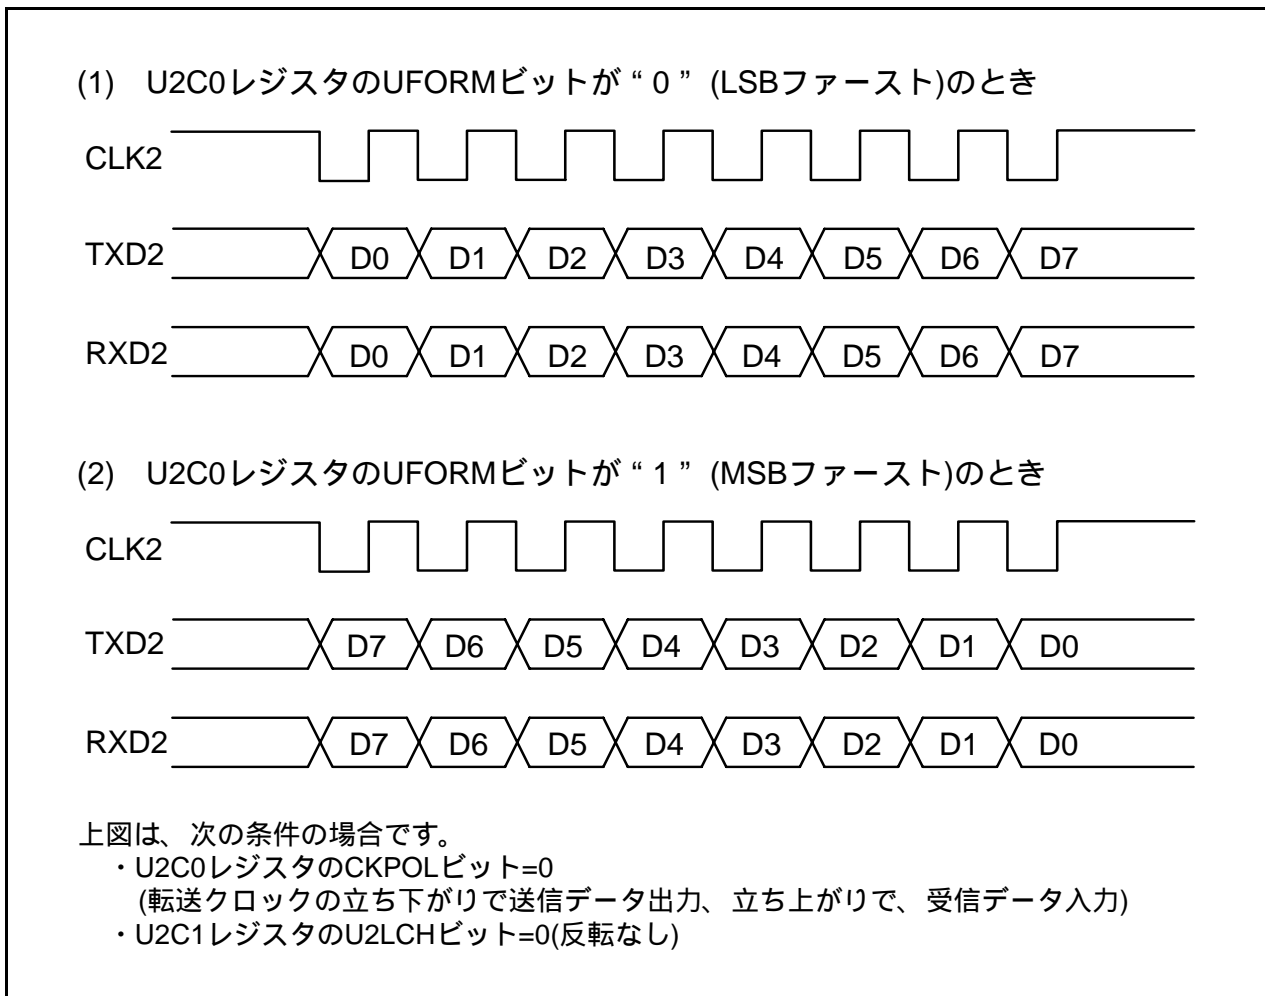 (1) U2C0レジスタのUFORMビットが“0”(LSBファースト)のとき
CLK2
TXD2 D0 D1 D2 D3 D4 D5 D6 D7
RXD2 D0 D1 D2 D3 D4 D5 D6 D7
(2) U2C0レジスタのUFORMビットが“1”(MSBファースト)のとき
CLK2
TXD2 D7 D6 D5 D4 D3 D2 D1 D0
RXD2 D7 D6 D5 D4 D3 D2 D1 D0
上図は、次の条件の場合です。
・U2C0レジスタのCKPOLビット=0
(転送クロックの立ち下がりで送信データ出力、立ち上がりで、受信データ入力)
・U2C1レジスタのU2LCHビット=0(反転なし)